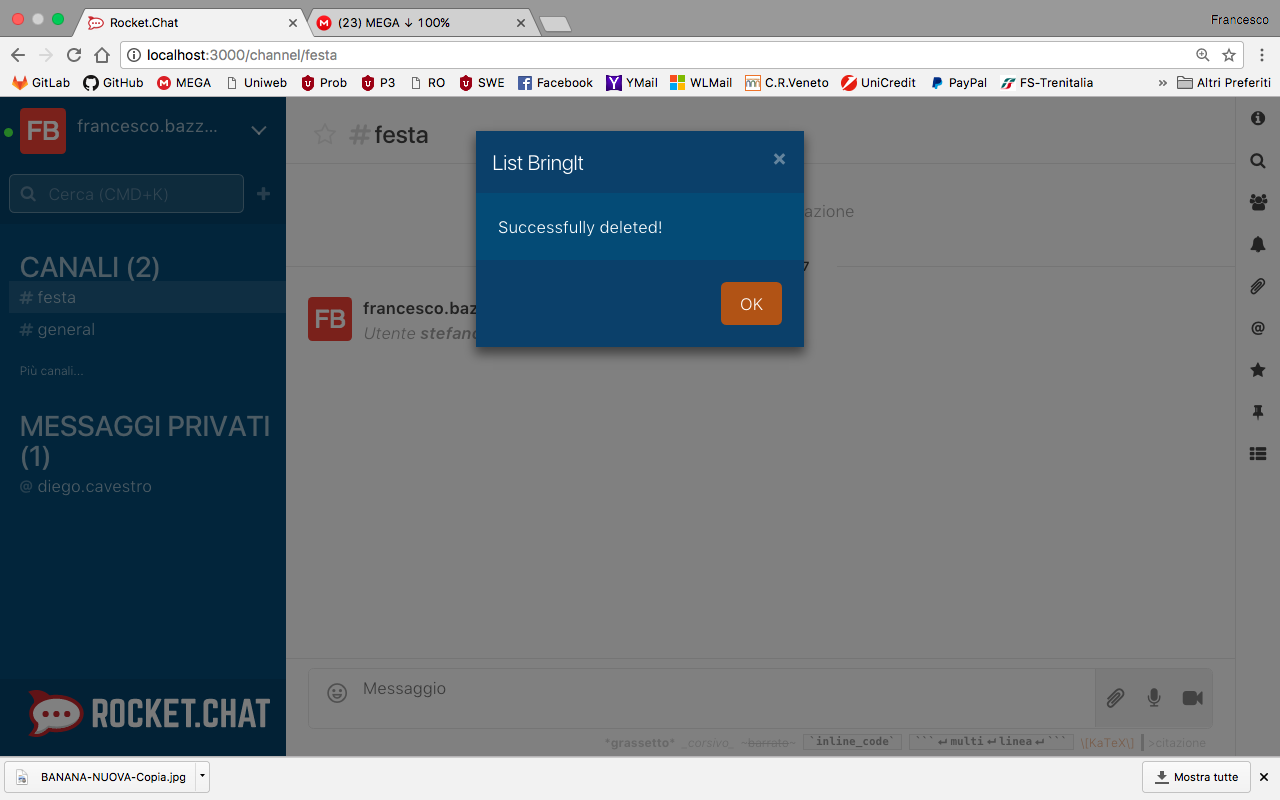 Rocket.Chat
(23) MEGA ↓ 100%
Francesco
localhost:3000/channel/festa
GitLab GitHub MEGA Uniweb Prob P3 RO SWE Facebook YMail WLMail C.R.Veneto UniCredit PayPal FS-Trenitalia » Altri Preferiti
FB francesco.bazz...
Cerca (CMD+K)
CANALI (2)
# festa
# general
Più canali...
MESSAGGI PRIVATI
(1)
@ diego.cavestro
ROCKET.CHAT
# festa
List BringIt ×
azione
Successfully deleted!
7
OK
FB francesco.baz
Utente stefan
Messaggio
*grassetto* _corsivo_ ~barrato~ `inline_code` ```↵multi↵linea↵``` \[KaTeX\] >citazione
BANANA-NUOVA-Copia.jpg
Mostra tutte